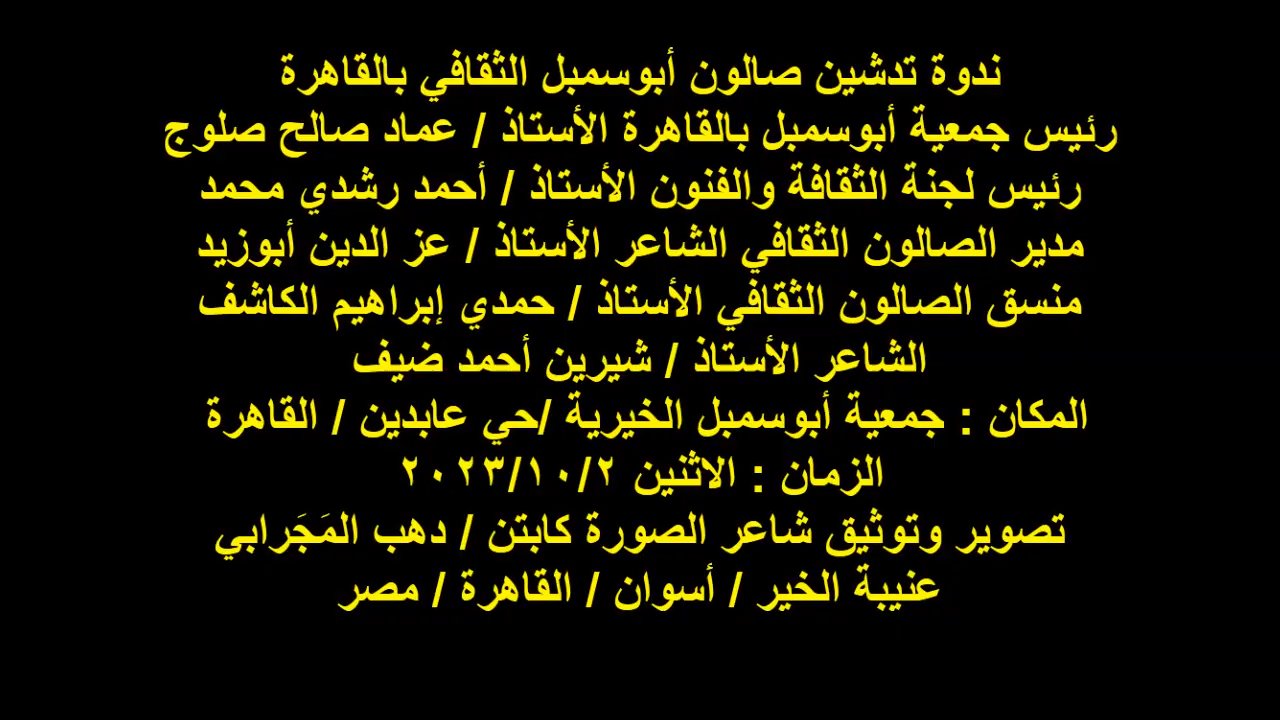 ندوة تدشين صالون أبوسمبل الثقافي بالقاهرة
رئيس جمعية أبوسمبل بالقاهرة الأستاذ / عماد صالح صلوج
رئيس لجنة الثقافة والفنون الأستاذ / أحمد رشدي محمد
مدير الصالون الثقافي الشاعر الأستاذ / عز الدين أبوزيد
منسق الصالون الثقافي الأستاذ / حمدي إبراهيم الكاشف
الشاعر الأستاذ / شيرين أحمد ضيف
المكان : جمعية أبوسمبل الخيرية /حي عابدين / القاهرة
الزمان : الاثنين ٢٠٢٣/١٠/٢
تصوير وتوثيق شاعر الصورة كابتن / دهب المَجَرابي
عنيبة الخير / أسوان / القاهرة / مصر